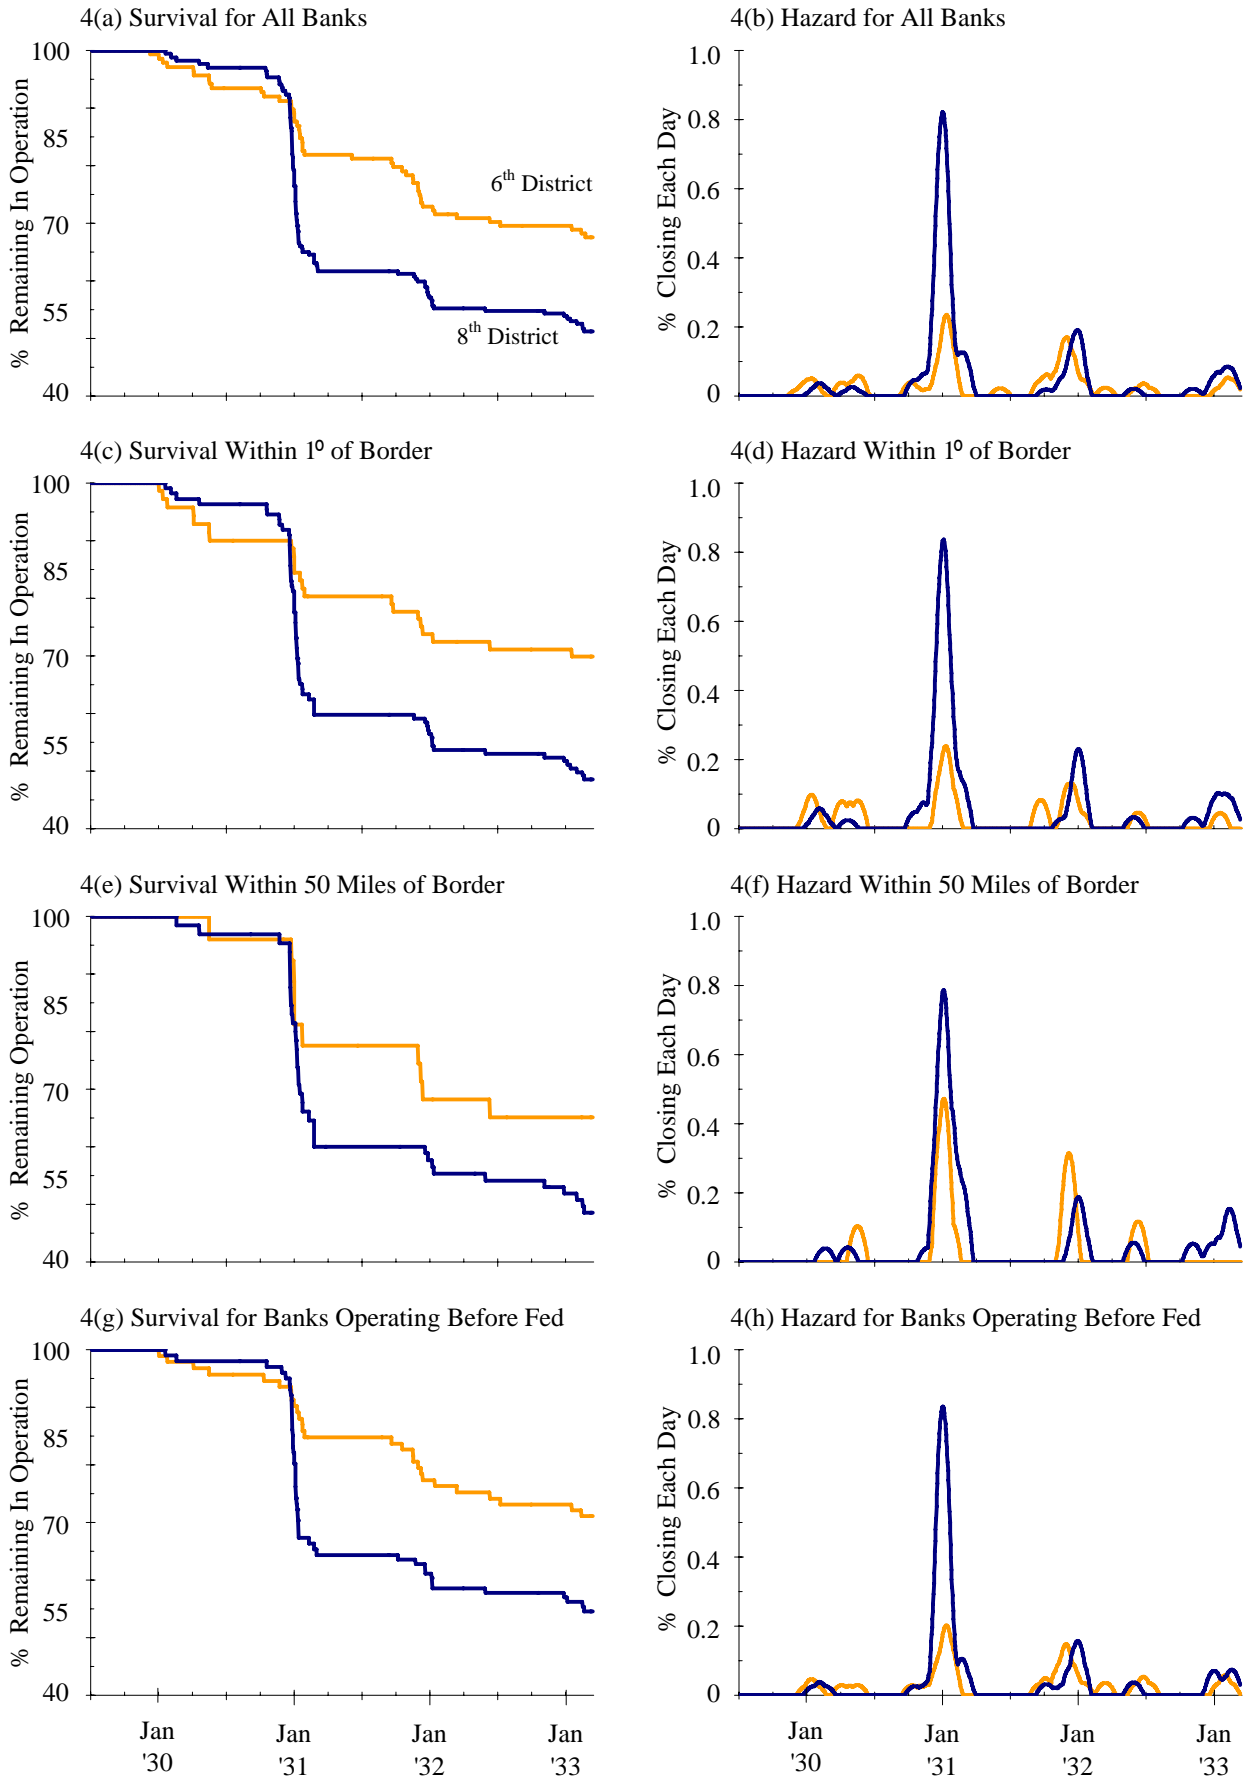 4(a) Survival for All Banks
% Remaining In Operation
100
85
70
55
40
6th District
8th District
4(b) Hazard for All Banks
% Closing Each Day
1.0
0.8
0.6
0.4
0.2
0
4(c) Survival Within 1⁰ of Border
% Remaining In Operation
100
85
70
55
40
4(d) Hazard Within 1⁰ of Border
% Closing Each Day
1.0
0.8
0.6
0.4
0.2
0
4(e) Survival Within 50 Miles of Border
% Remaining Operation
100
85
70
55
40
4(f) Hazard Within 50 Miles of Border
% Closing Each Day
1.0
0.8
0.6
0.4
0.2
0
4(g) Survival for Banks Operating Before Fed
% Remaining In Operation
100
85
70
55
40
Jan '30
Jan '31
Jan '32
Jan '33
4(h) Hazard for Banks Operating Before Fed
% Closing Each Day
1.0
0.8
0.6
0.4
0.2
0
Jan '30
Jan '31
Jan '32
Jan '33